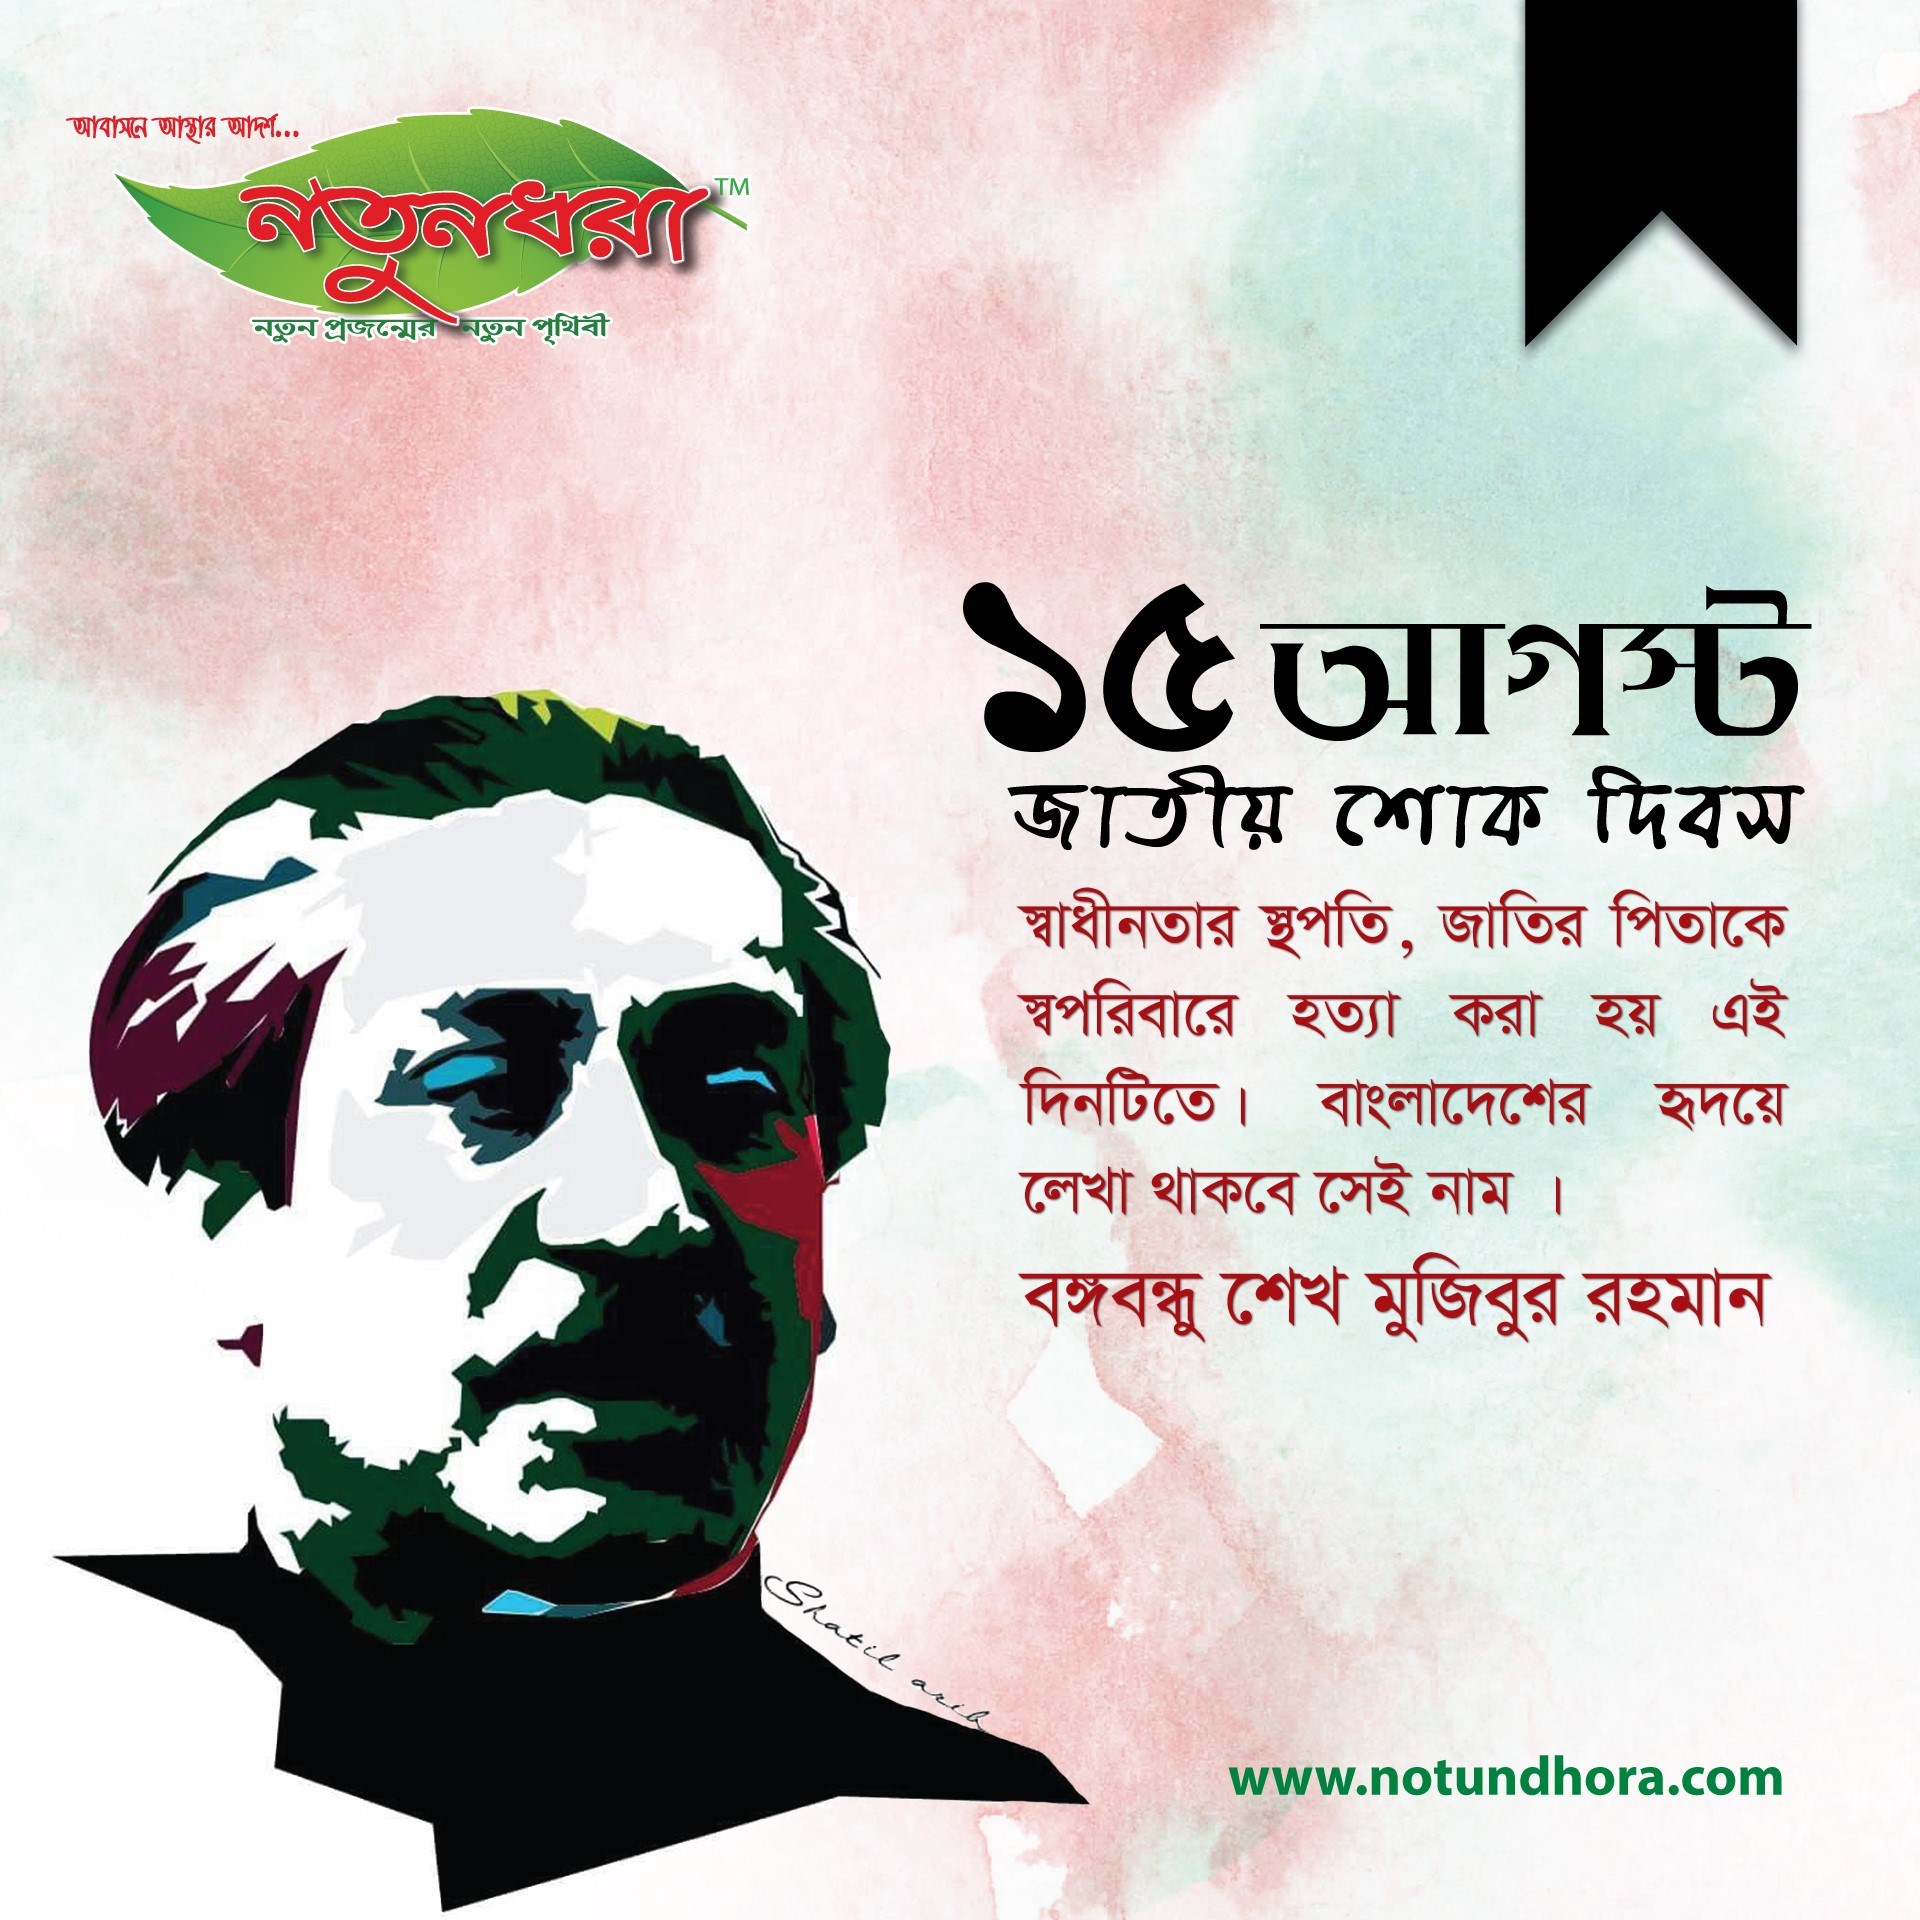 আবাসনে আস্থার আদর্শ...
নতুনধরা TM
নতুন প্রজন্মের নতুন পৃথিবী
১৫ আগস্ট
জাতীয় শোক দিবস
স্বাধীনতার স্থপতি, জাতির পিতাকে
স্বপরিবারে হত্যা করা হয় এই
দিনটিতে। বাংলাদেশের হৃদয়ে
লেখা থাকবে সেই নাম ।
বঙ্গবন্ধু শেখ মুজিবুর রহমান
Shatil arib
www.notundhora.com